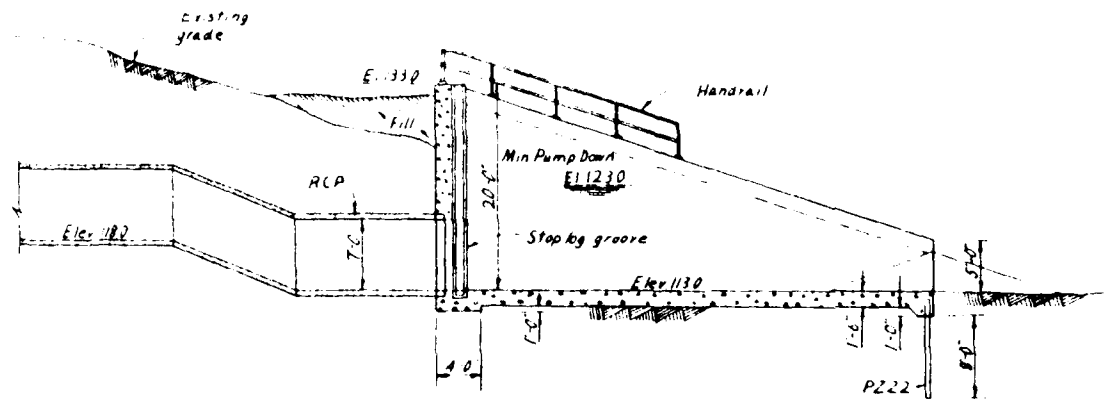 Existing
grade
El 133.0
Handrail
Fill
Min Pump Down
El 123.0
RCP
20'-0"
Elev 118.0
7'-0"
Stop log groove
Elev 113.0
5'-0"
1'-0"
1'-6"
1'-0"
4'-0"
8'-0"
PZ22